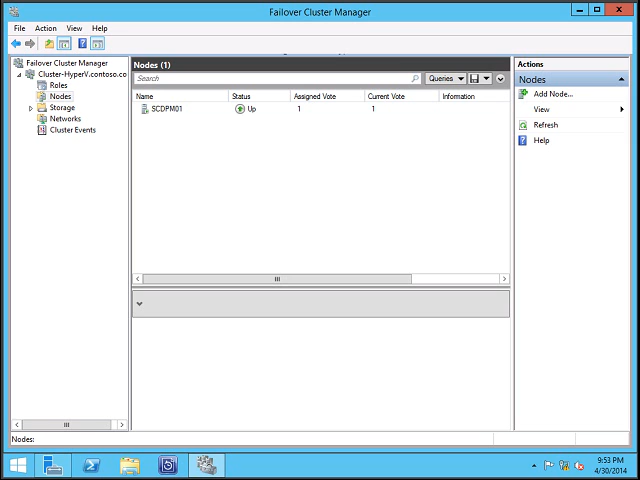 Failover Cluster Manager
File Action View Help
Failover Cluster Manager
Cluster-HyperV.contoso.co
Roles
Nodes
Storage
Networks
Cluster Events
Nodes (1)
Search
Queries
Name Status Assigned Vote Current Vote Information
SCDPM01 Up 1 1
Actions
Nodes
Add Node...
View
Refresh
Help
Nodes:
9:53 PM
4/30/2014